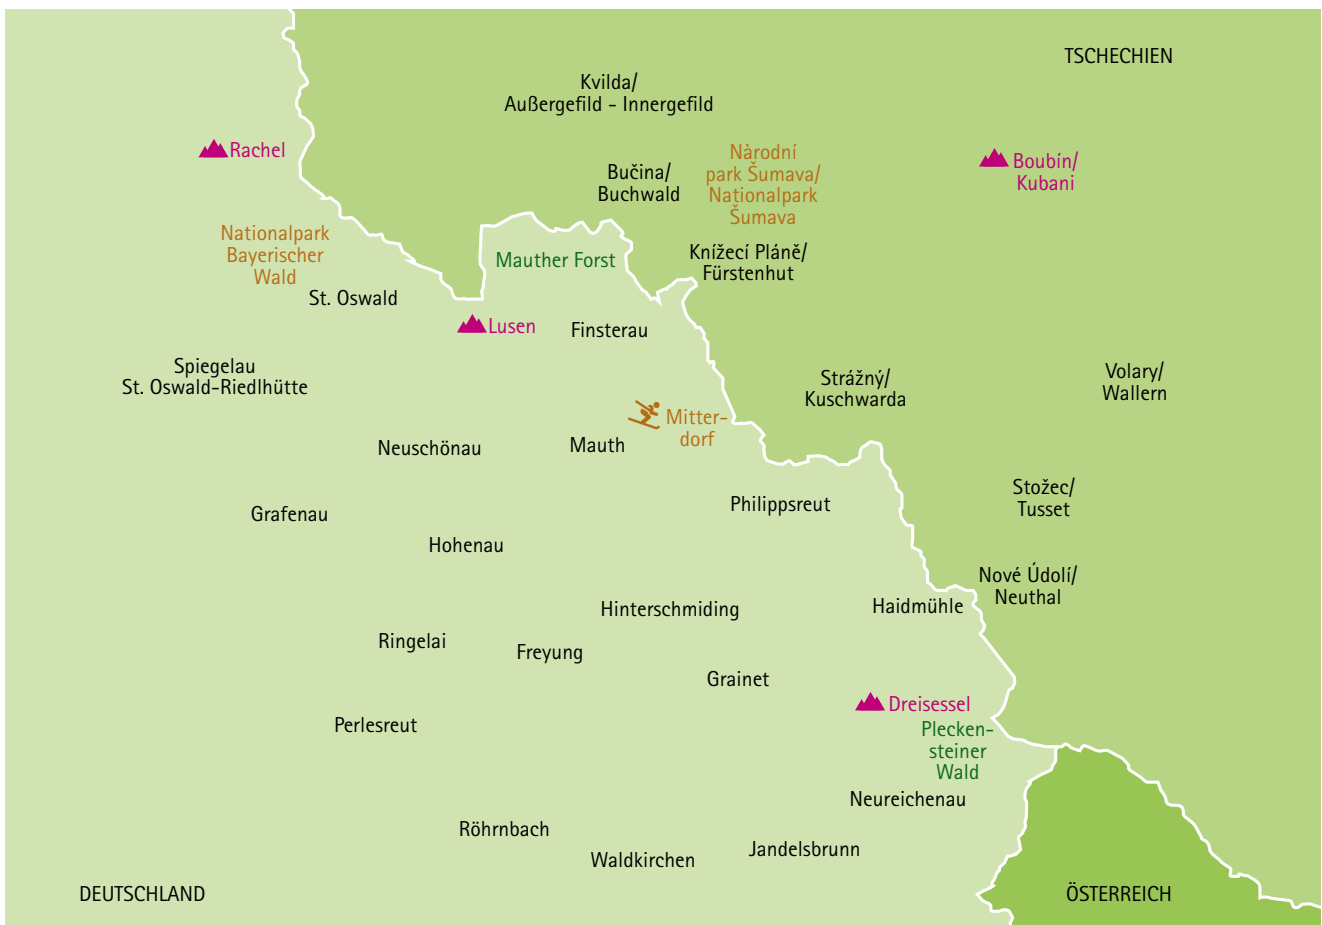 TSCHECHIEN
Kvilda/
Außergefild - Innergefild
Rachel
Nàrodní
park Šumava/
Nationalpark
Šumava
Boubín/
Kubani
Bučina/
Buchwald
Nationalpark
Bayerischer
Wald
Mauther Forst
Knížecí Pláně/
Fürstenhut
St. Oswald
Lusen
Finsterau
Spiegelau
St. Oswald-Riedlhütte
Strážný/
Kuschwarda
Volary/
Wallern
Mitter-
dorf
Neuschönau
Mauth
Philippsreut
Stožec/
Tusset
Grafenau
Hohenau
Nové Údolí/
Neuthal
Hinterschmiding
Haidmühle
Ringelai
Freyung
Grainet
Dreisessel
Perlesreut
Plecken-
steiner
Wald
Neureichenau
Röhrnbach
Waldkirchen
Jandelsbrunn
DEUTSCHLAND
ÖSTERREICH